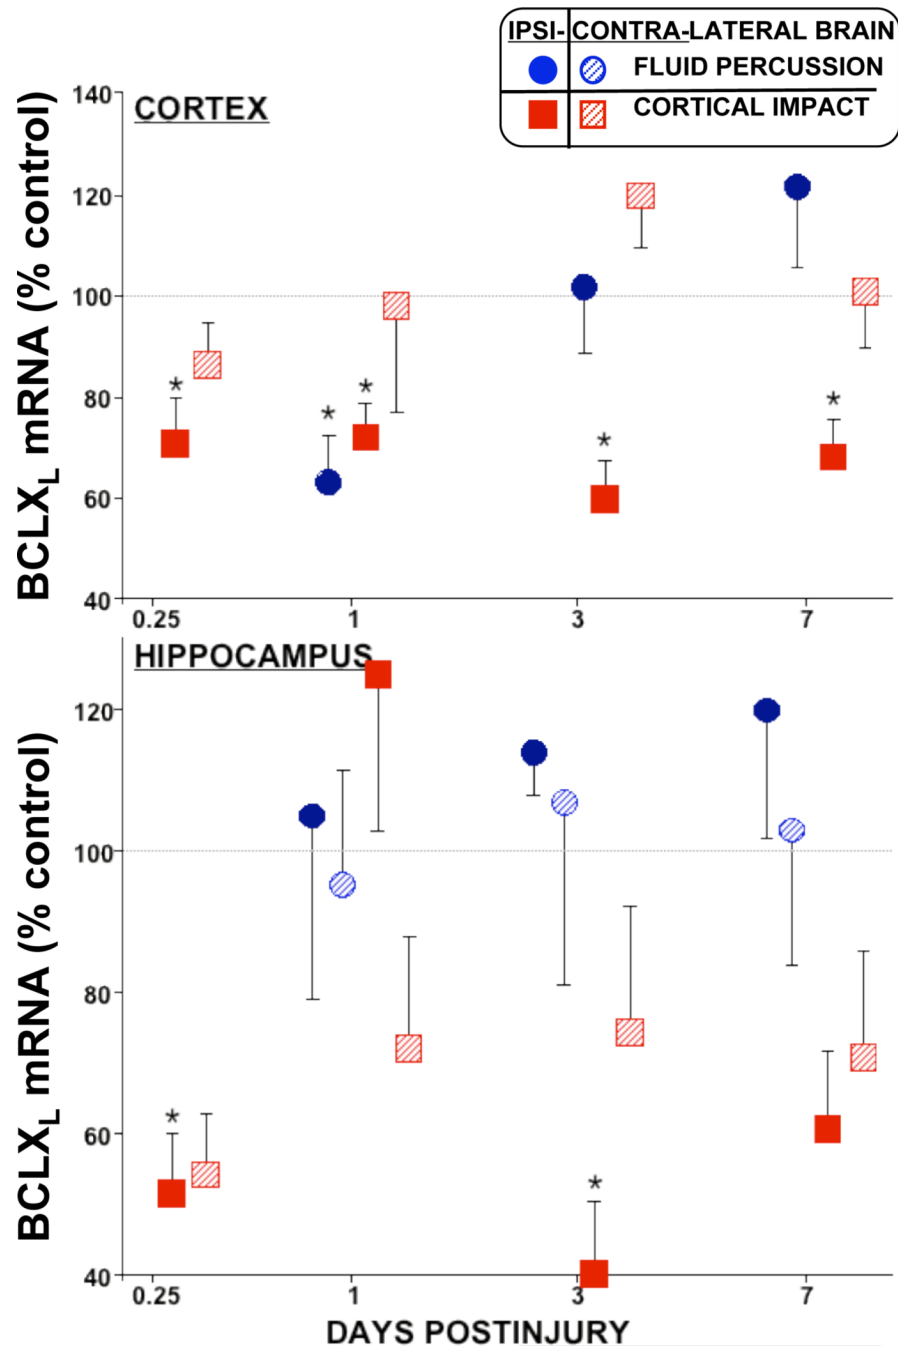 IPSI- CONTRA-LATERAL BRAIN
FLUID PERCUSSION
CORTICAL IMPACT
CORTEX
BCLXL mRNA (% control)
140
120
100
80
60
40
* * * * *
0.25 1 3 7
HIPPOCAMPUS
BCLXL mRNA (% control)
120
100
80
60
40
* *
0.25 1 3 7
DAYS POSTINJURY